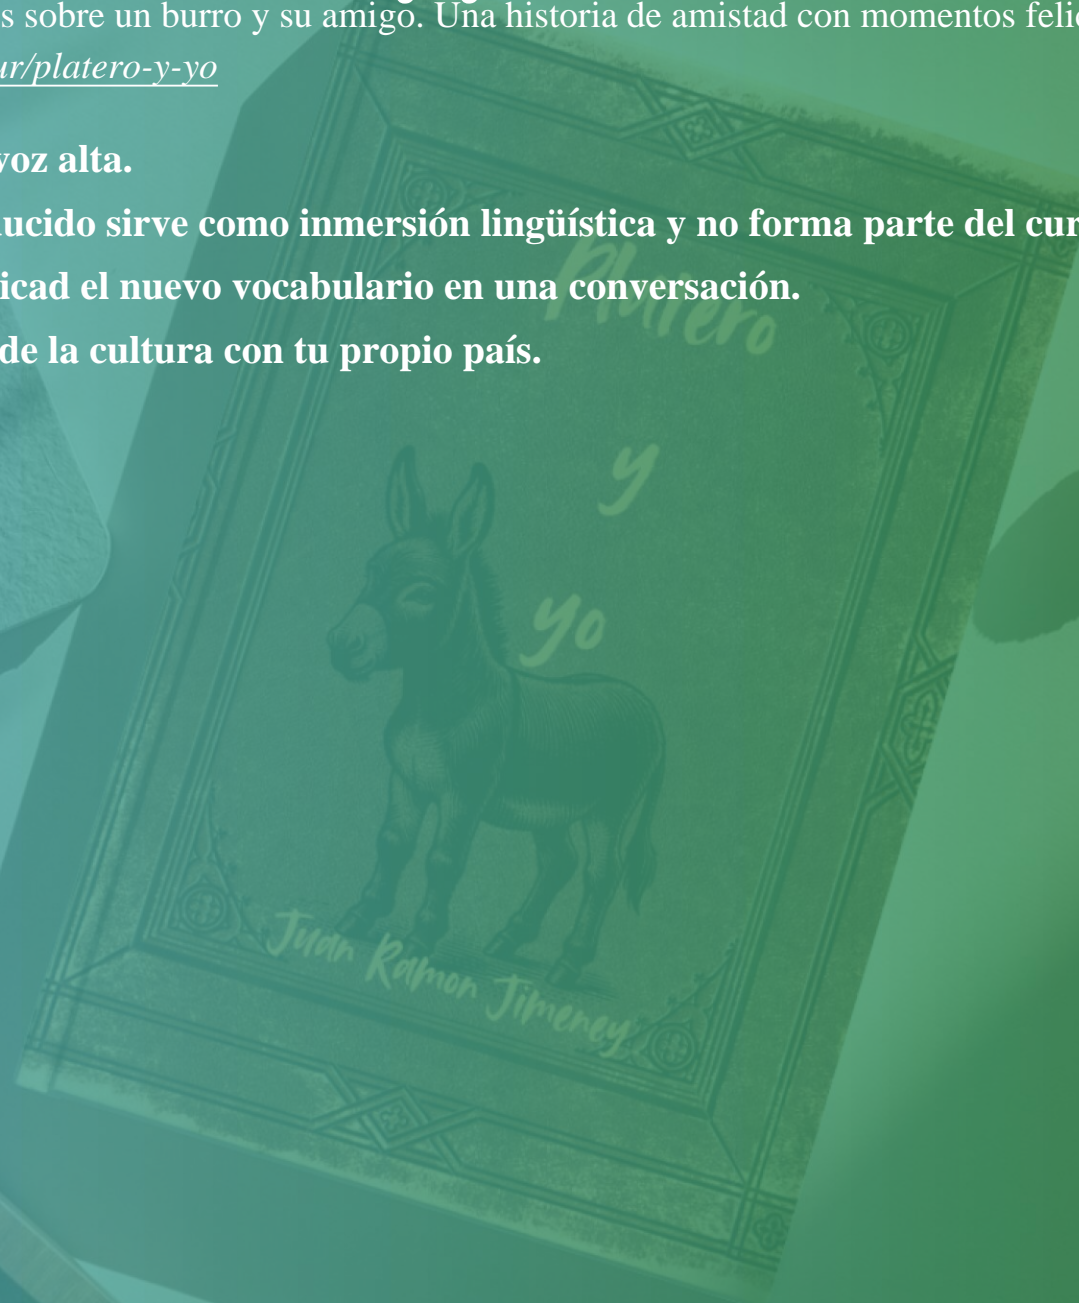 s sobre un burro y su amigo. Una historia de amistad con momentos felic
ur/platero-y-yo
voz alta.
ucido sirve como inmersión lingüística y no forma parte del cur
icad el nuevo vocabulario en una conversación.
de la cultura con tu propio país.
Platero
y
yo
Juan Ramon Jimeney